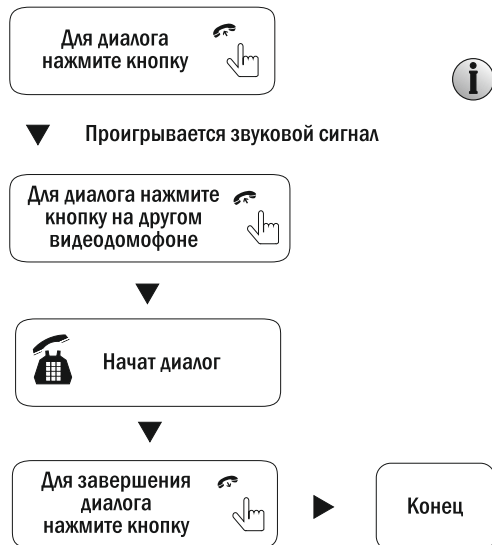 Для диалога
нажмите кнопку
i
Проигрывается звуковой сигнал
Для диалога нажмите
кнопку на другом
видеодомофоне
Начат диалог
Для завершения
диалога
нажмите кнопку
Конец